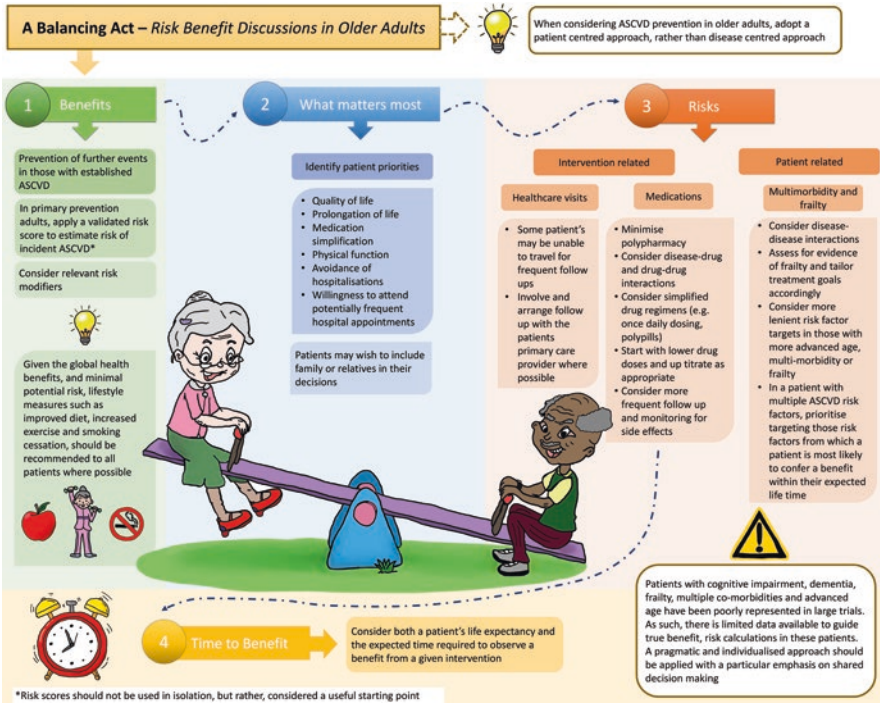 A Balancing Act – Risk Benefit Discussions in Older Adults
When considering ASCVD prevention in older adults, adopt a
patient centred approach, rather than disease centred approach
1
Benefits
Prevention of further events
in those with established
ASCVD
In primary prevention
adults, apply a validated risk
score to estimate risk of
incident ASCVD*
Consider relevant risk
modifiers
Given the global health
benefits, and minimal
potential risk, lifestyle
measures such as
improved diet, increased
exercise and smoking
cessation, should be
recommended to all
patients where possible
2
What matters most
Identify patient priorities
• Quality of life
• Prolongation of life
• Medication
simplification
• Physical function
• Avoidance of
hospitalisations
• Willingness to attend
potentially frequent
hospital appointments
Patients may wish to include
family or relatives in their
decisions
3
Risks
Intervention related
Healthcare visits
• Some patient's
may be unable
to travel for
frequent follow
ups
• Involve and
arrange follow
up with the
patients
primary care
provider where
possible
Medications
• Minimise
polypharmacy
• Consider disease-drug
and drug-drug
interactions
• Consider simplified
drug regimens (e.g.
once daily dosing,
polypills)
• Start with lower drug
doses and up titrate as
appropriate
• Consider more
frequent follow up
and monitoring for
side effects
Patient related
Multimorbidity and
frailty
• Consider disease-
disease interactions
• Assess for evidence
of frailty and tailor
treatment goals
accordingly
• Consider more
lenient risk factor
targets in those with
more advanced age,
multi-morbidity or
frailty
• In a patient with
multiple ASCVD risk
factors, prioritise
targeting those risk
factors from which a
patient is most likely
to confer a benefit
within their expected
life time
Patients with cognitive impairment, dementia,
frailty, multiple co-morbidities and advanced
age have been poorly represented in large trials.
As such, there is limited data available to guide
true benefit, risk calculations in these patients.
A pragmatic and individualised approach should
be applied with a particular emphasis on shared
decision making
4
Time to Benefit
Consider both a patient's life expectancy and
the expected time required to observe a
benefit from a given intervention
*Risk scores should not be used in isolation, but rather, considered a useful starting point